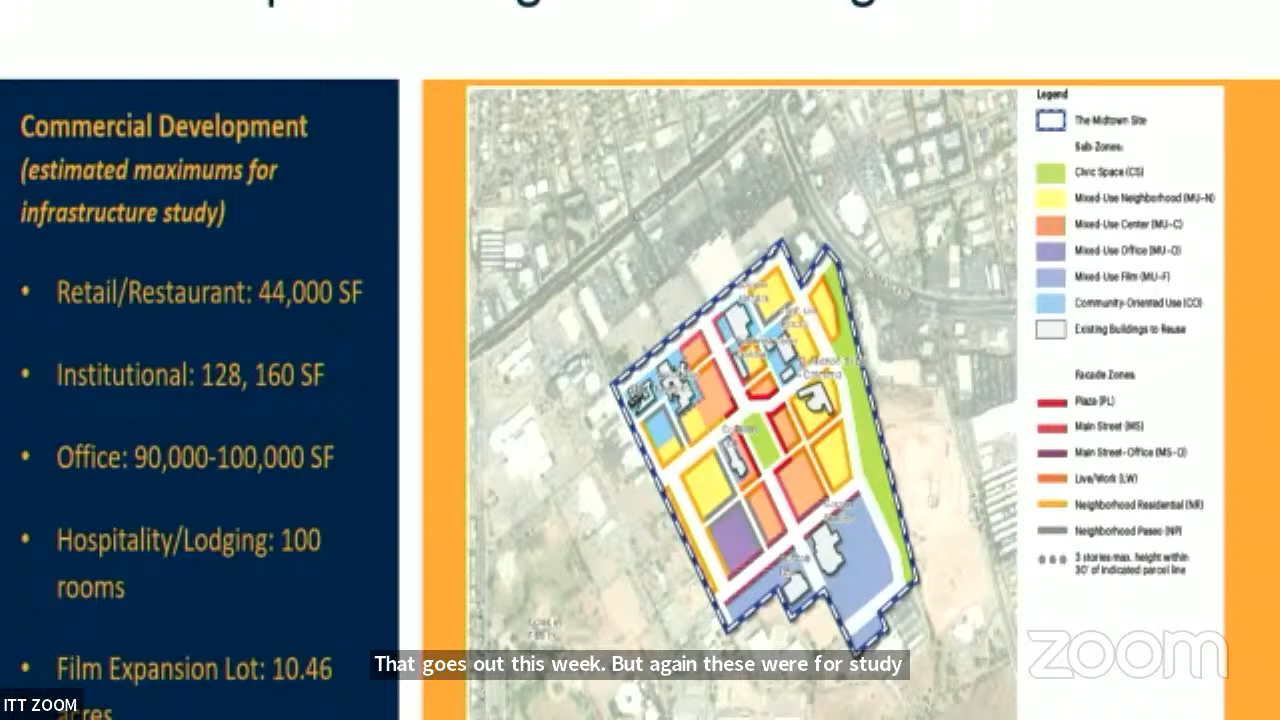 Commercial Development
(estimated maximums for
infrastructure study)
• Retail/Restaurant: 44,000 SF
• Institutional: 128, 160 SF
• Office: 90,000-100,000 SF
• Hospitality/Lodging: 100
rooms
• Film Expansion Lot: 10.46
acres
Legend
The Midtown Site
Sub-Zones:
Civic Space (CS)
Mixed-Use Neighborhood (MU-N)
Mixed-Use Center (MU-C)
Mixed-Use Office (MU-O)
Mixed-Use Film (MU-F)
Community-Oriented Use (CO)
Existing Buildings to Reuse
Facade Zones
Plaza (PL)
Main Street (MS)
Main Street-Office (MS-O)
Live/Work (LW)
Neighborhood Residential (NR)
Neighborhood Paseo (NP)
3 stories max. height within
30' of indicated parcel line
zoom
That goes out this week. But again these were for study
ITT ZOOM